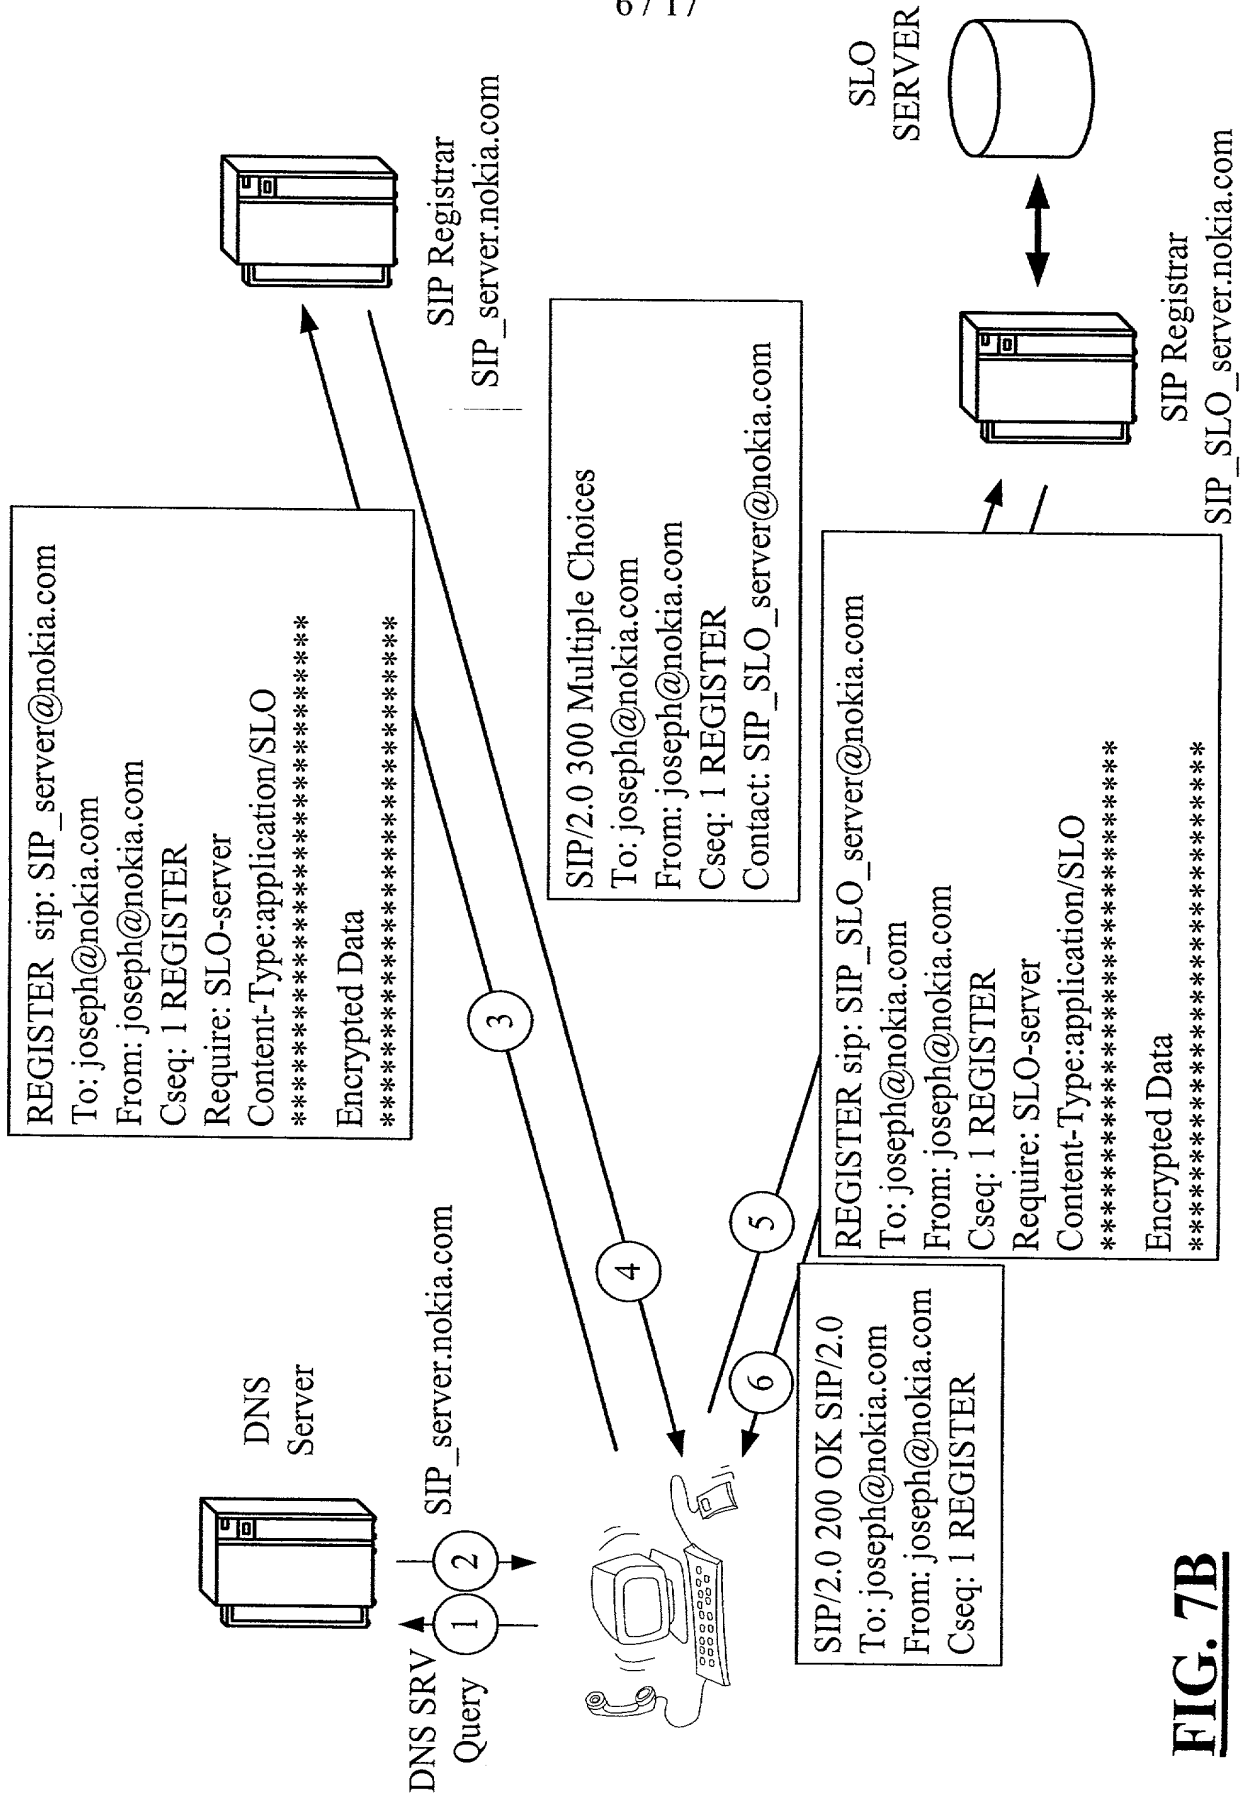 6 / 17
DNS
Server
DNS SRV
Query
1
2
SIP_server.nokia.com
REGISTER sip: SIP_server@nokia.com
To: joseph@nokia.com
From: joseph@nokia.com
Cseq: 1 REGISTER
Require: SLO-server
Content-Type:application/SLO
**********************************
Encrypted Data
**********************************
3
4
SIP Registrar
SIP_server.nokia.com
SIP/2.0 300 Multiple Choices
To: joseph@nokia.com
From: joseph@nokia.com
Cseq: 1 REGISTER
Contact: SIP_SLO_server@nokia.com
5
6
SIP/2.0 200 OK SIP/2.0
To: joseph@nokia.com
From: joseph@nokia.com
Cseq: 1 REGISTER
REGISTER sip: SIP_SLO_server@nokia.com
To: joseph@nokia.com
From: joseph@nokia.com
Cseq: 1 REGISTER
Require: SLO-server
Content-Type:application/SLO
**********************************
Encrypted Data
**********************************
SLO
SERVER
SIP Registrar
SIP_SLO_server.nokia.com
FIG. 7B